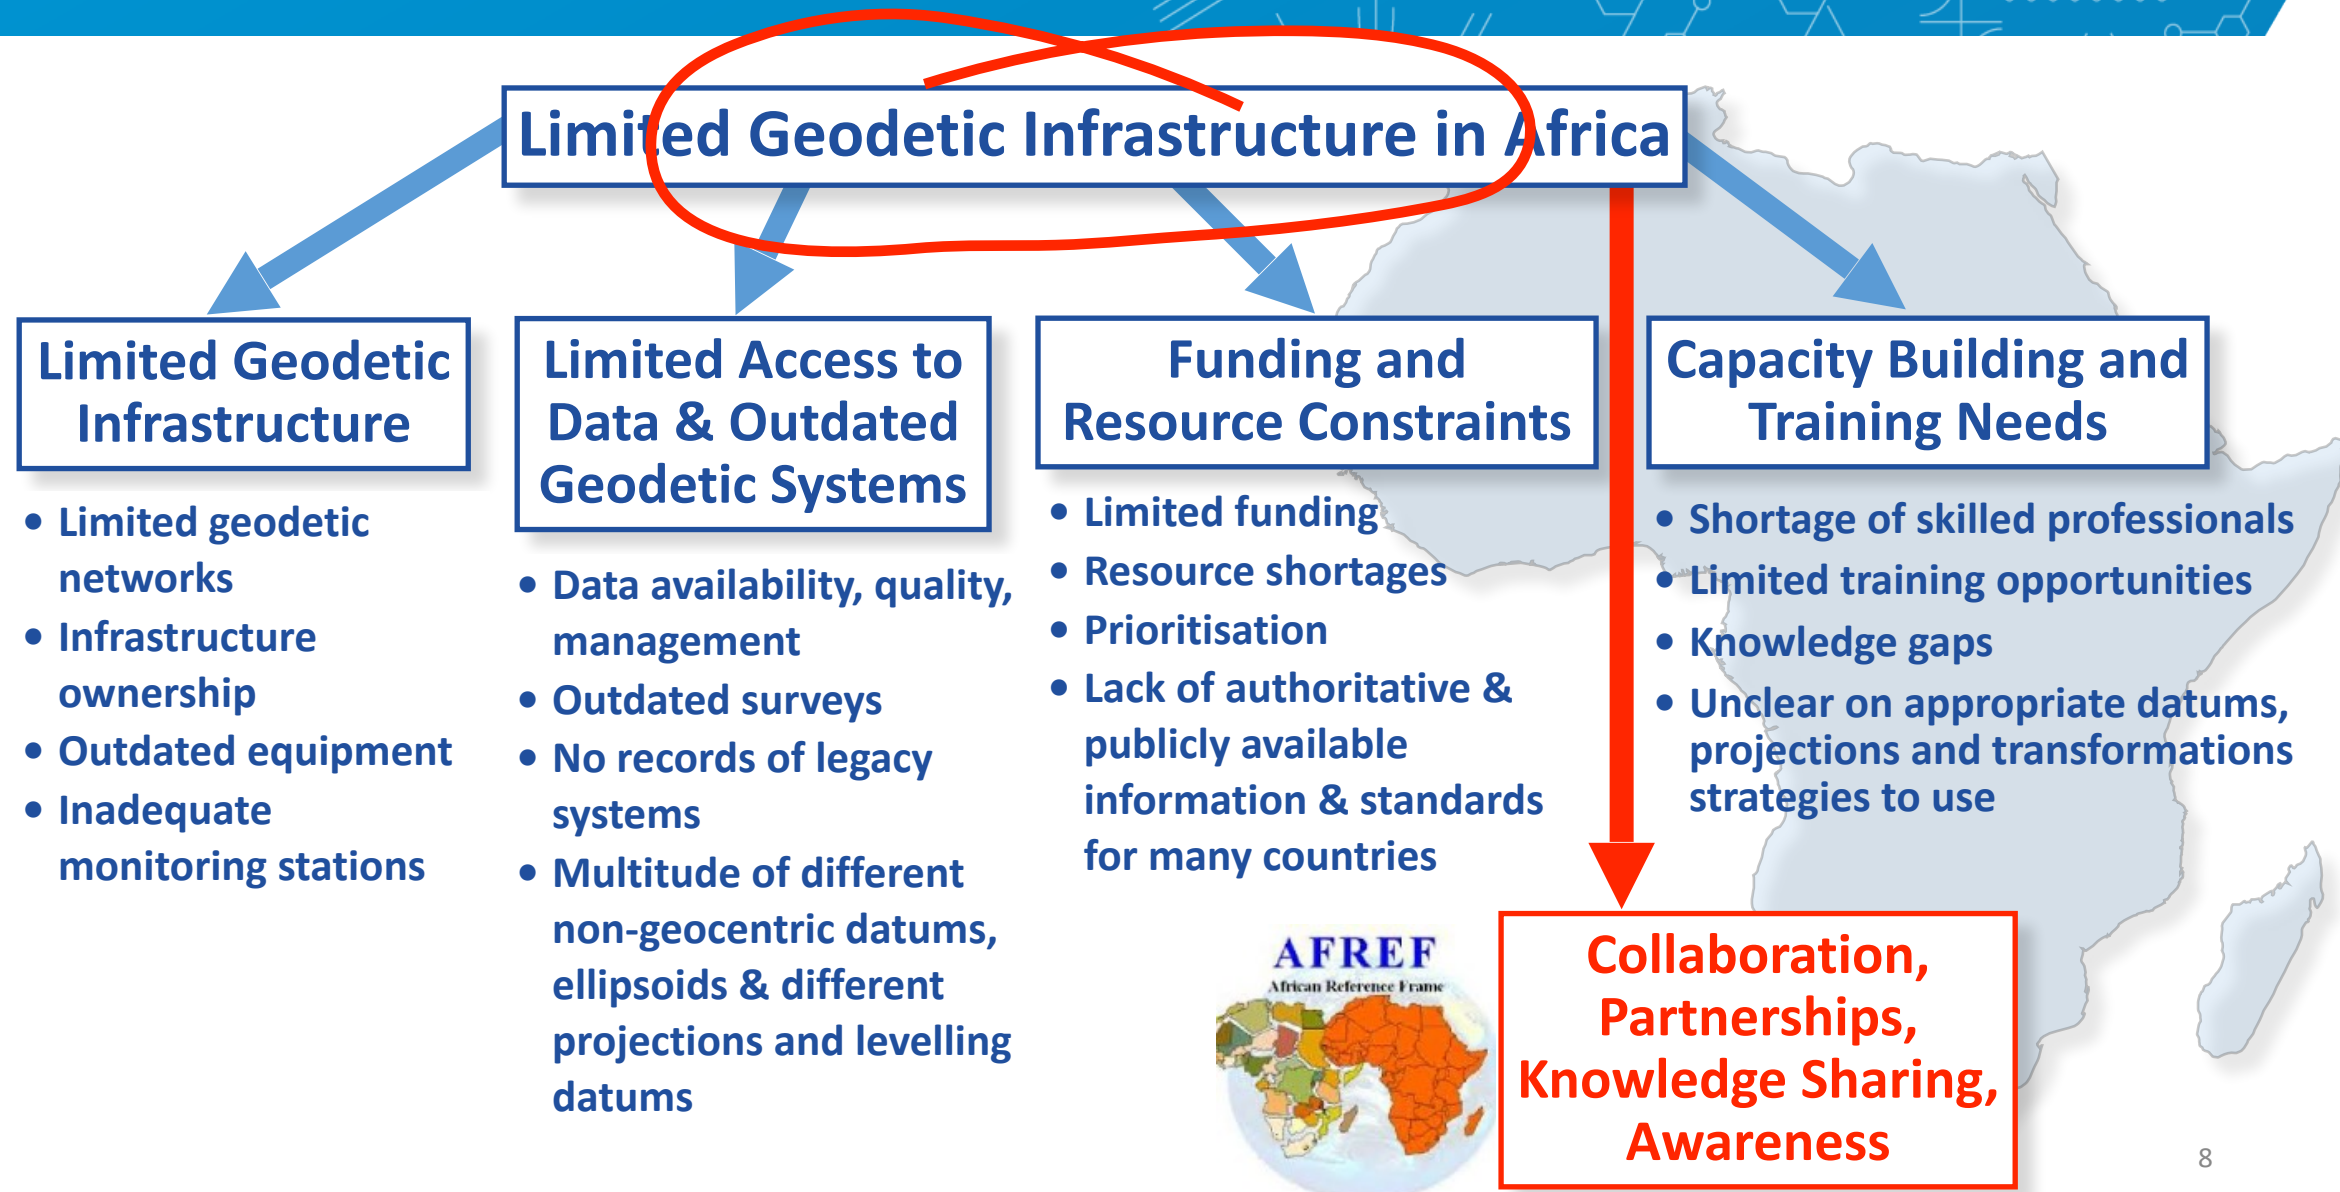 Limited Geodetic Infrastructure in Africa
Limited Geodetic
Infrastructure
• Limited geodetic
networks
• Infrastructure
ownership
• Outdated equipment
• Inadequate
monitoring stations
Limited Access to
Data & Outdated
Geodetic Systems
• Data availability, quality,
management
• Outdated surveys
• No records of legacy
systems
• Multitude of different
non-geocentric datums,
ellipsoids & different
projections and levelling
datums
Funding and
Resource Constraints
• Limited funding
• Resource shortages
• Prioritisation
• Lack of authoritative &
publicly available
information & standards
for many countries
Capacity Building and
Training Needs
• Shortage of skilled professionals
• Limited training opportunities
• Knowledge gaps
• Unclear on appropriate datums,
projections and transformations
strategies to use
AFREF
African Reference Frame
Collaboration,
Partnerships,
Knowledge Sharing,
Awareness
8